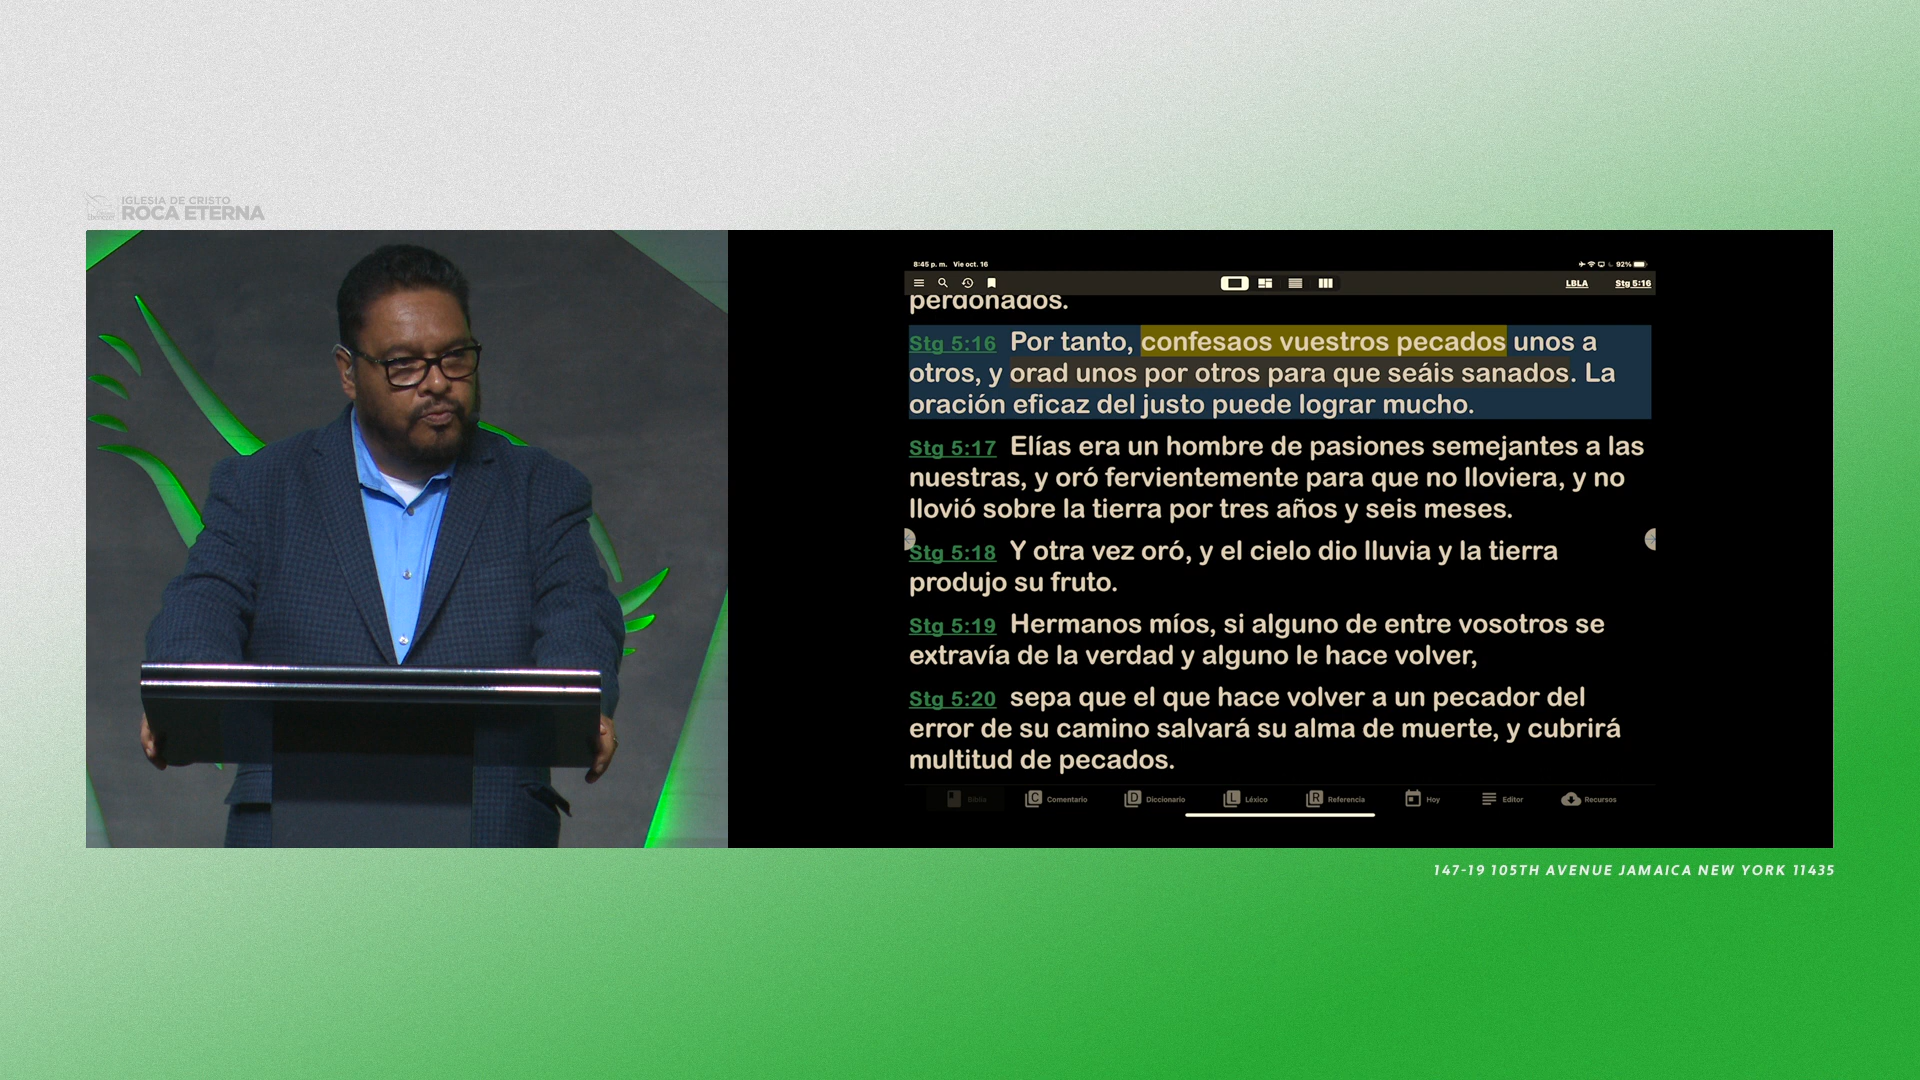 IGLESIA DE CRISTO
ROCA ETERNA
8:45 p. m. Vie oct. 16
92%
LBLA Stg 5:16
perdonados.
Stg 5:16 Por tanto, confesaos vuestros pecados unos a
otros, y orad unos por otros para que seáis sanados. La
oración eficaz del justo puede lograr mucho.
Stg 5:17 Elías era un hombre de pasiones semejantes a las
nuestras, y oró fervientemente para que no lloviera, y no
llovió sobre la tierra por tres años y seis meses.
Stg 5:18 Y otra vez oró, y el cielo dio lluvia y la tierra
produjo su fruto.
Stg 5:19 Hermanos míos, si alguno de entre vosotros se
extravía de la verdad y alguno le hace volver,
Stg 5:20 sepa que el que hace volver a un pecador del
error de su camino salvará su alma de muerte, y cubrirá
multitud de pecados.
Biblia C Comentario D Diccionario L Léxico R Referencia Hoy Editor Recursos
147-19 105TH AVENUE JAMAICA NEW YORK 11435